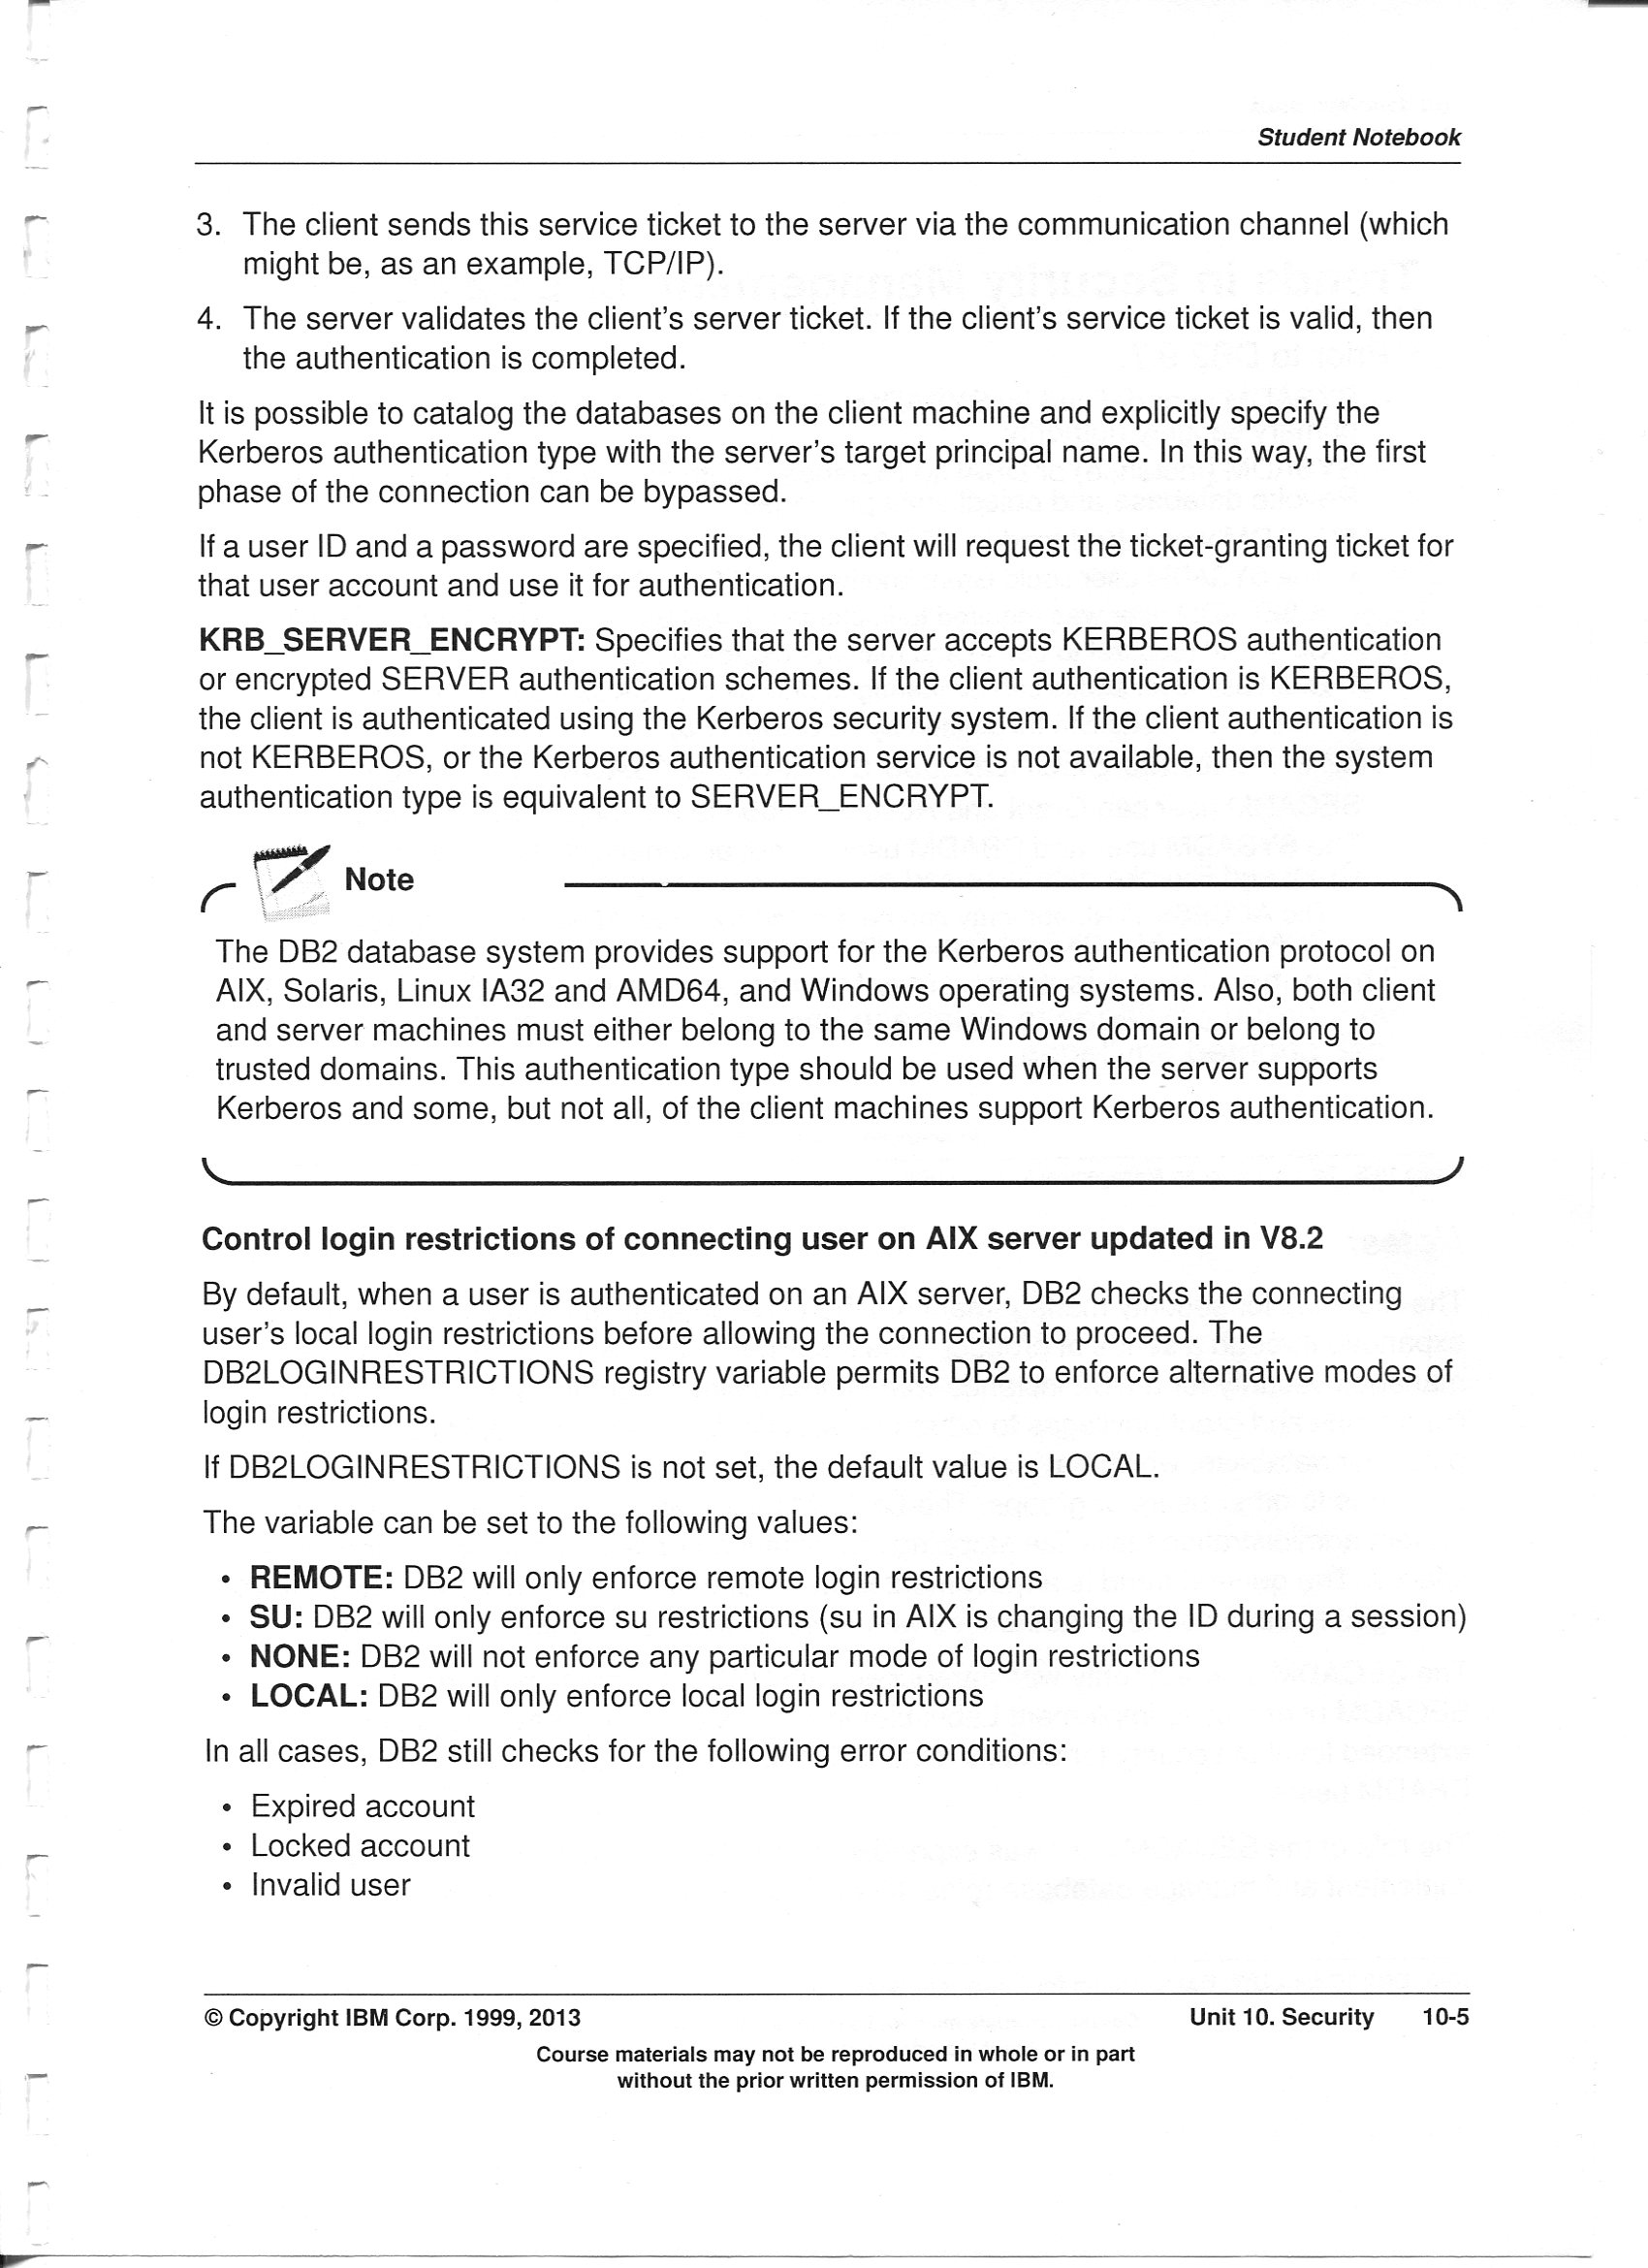 Student Notebook
3. The client sends this service ticket to the server via the communication channel (which
might be, as an example, TCP/IP).
4. The server validates the client's server ticket. If the client's service ticket is valid, then
the authentication is completed.
It is possible to catalog the databases on the client machine and explicitly specify the
Kerberos authentication type with the server's target principal name. In this way, the first
phase of the connection can be bypassed.
If a user ID and a password are specified, the client will request the ticket-granting ticket for
that user account and use it for authentication.
KRB_SERVER_ENCRYPT: Specifies that the server accepts KERBEROS authentication
or encrypted SERVER authentication schemes. If the client authentication is KERBEROS,
the client is authenticated using the Kerberos security system. If the client authentication is
not KERBEROS, or the Kerberos authentication service is not available, then the system
authentication type is equivalent to SERVER_ENCRYPT.
Note
The DB2 database system provides support for the Kerberos authentication protocol on
AIX, Solaris, Linux IA32 and AMD64, and Windows operating systems. Also, both client
and server machines must either belong to the same Windows domain or belong to
trusted domains. This authentication type should be used when the server supports
Kerberos and some, but not all, of the client machines support Kerberos authentication.
Control login restrictions of connecting user on AIX server updated in V8.2
By default, when a user is authenticated on an AIX server, DB2 checks the connecting
user's local login restrictions before allowing the connection to proceed. The
DB2LOGINRESTRICTIONS registry variable permits DB2 to enforce alternative modes of
login restrictions.
If DB2LOGINRESTRICTIONS is not set, the default value is LOCAL.
The variable can be set to the following values:
• REMOTE: DB2 will only enforce remote login restrictions
• SU: DB2 will only enforce su restrictions (su in AIX is changing the ID during a session)
• NONE: DB2 will not enforce any particular mode of login restrictions
• LOCAL: DB2 will only enforce local login restrictions
In all cases, DB2 still checks for the following error conditions:
• Expired account
• Locked account
• Invalid user
© Copyright IBM Corp. 1999, 2013 Unit 10. Security 10-5
Course materials may not be reproduced in whole or in part
without the prior written permission of IBM.